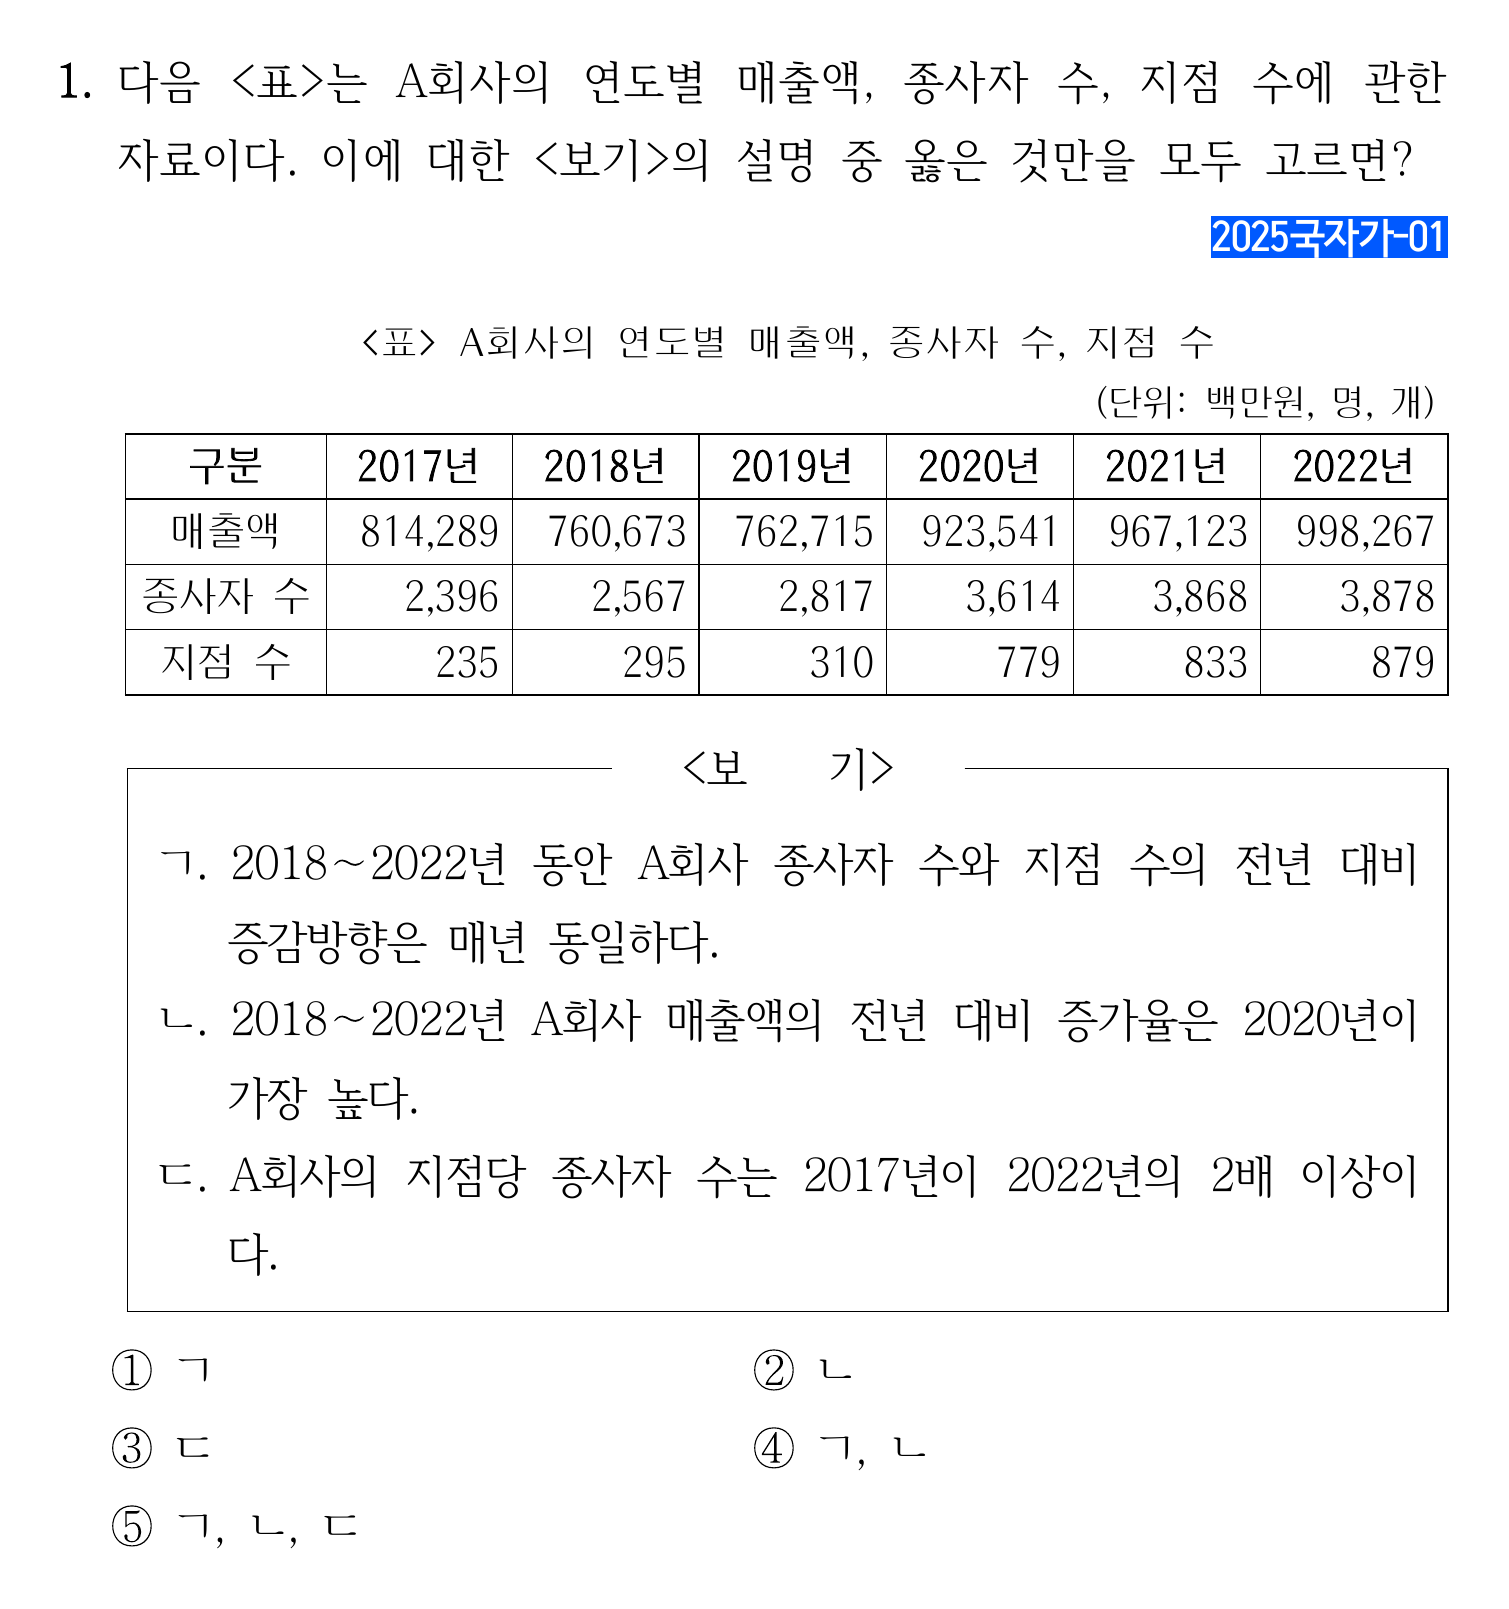 1. 다음 <표>는 A회사의 연도별 매출액, 종사자 수, 지점 수에 관한
자료이다. 이에 대한 <보기>의 설명 중 옳은 것만을 모두 고르면?
2025국자가-01
<표> A회사의 연도별 매출액, 종사자 수, 지점 수
(단위: 백만원, 명, 개)
구분 2017년 2018년 2019년 2020년 2021년 2022년
매출액 814,289 760,673 762,715 923,541 967,123 998,267
종사자 수 2,396 2,567 2,817 3,614 3,868 3,878
지점 수 235 295 310 779 833 879
<보 기>
ㄱ. 2018~2022년 동안 A회사 종사자 수와 지점 수의 전년 대비
증감방향은 매년 동일하다.
ㄴ. 2018~2022년 A회사 매출액의 전년 대비 증가율은 2020년이
가장 높다.
ㄷ. A회사의 지점당 종사자 수는 2017년이 2022년의 2배 이상이
다.
① ㄱ ② ㄴ
③ ㄷ ④ ㄱ, ㄴ
⑤ ㄱ, ㄴ, ㄷ